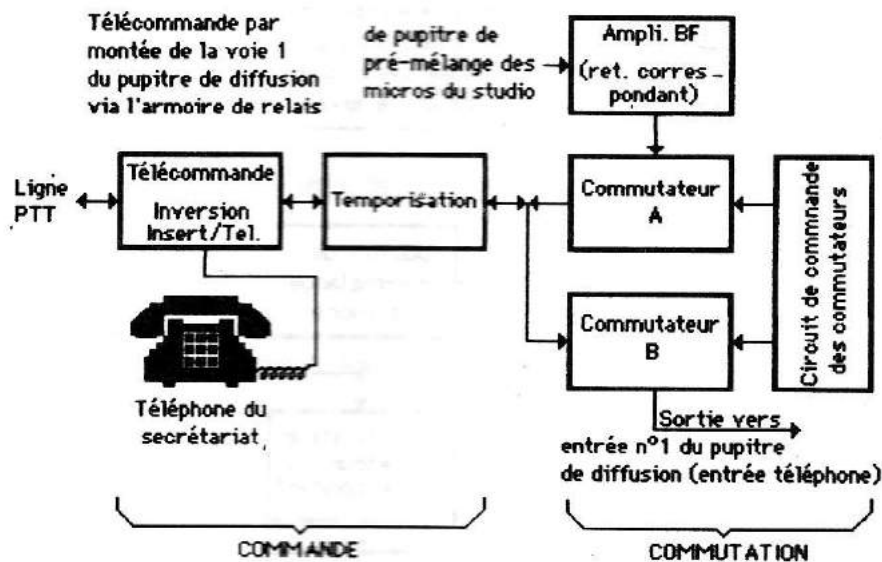 Télécommande par
montée de la voie 1
du pupitre de diffusion
via l'armoire de relais
de pupitre de
pré-mélange des
micros du studio
Ampli. BF
(ret. corres -
pondant)
Ligne
PTT
Télécommande
Inversion
Insert/Tel.
Temporisation
Commutateur
A
Commutateur
B
Circuit de commnande
des commutateurs
Téléphone du
secrétariat
Sortie vers
entrée n°1 du pupitre
de diffusion (entrée téléphone)
COMMANDE
COMMUTATION